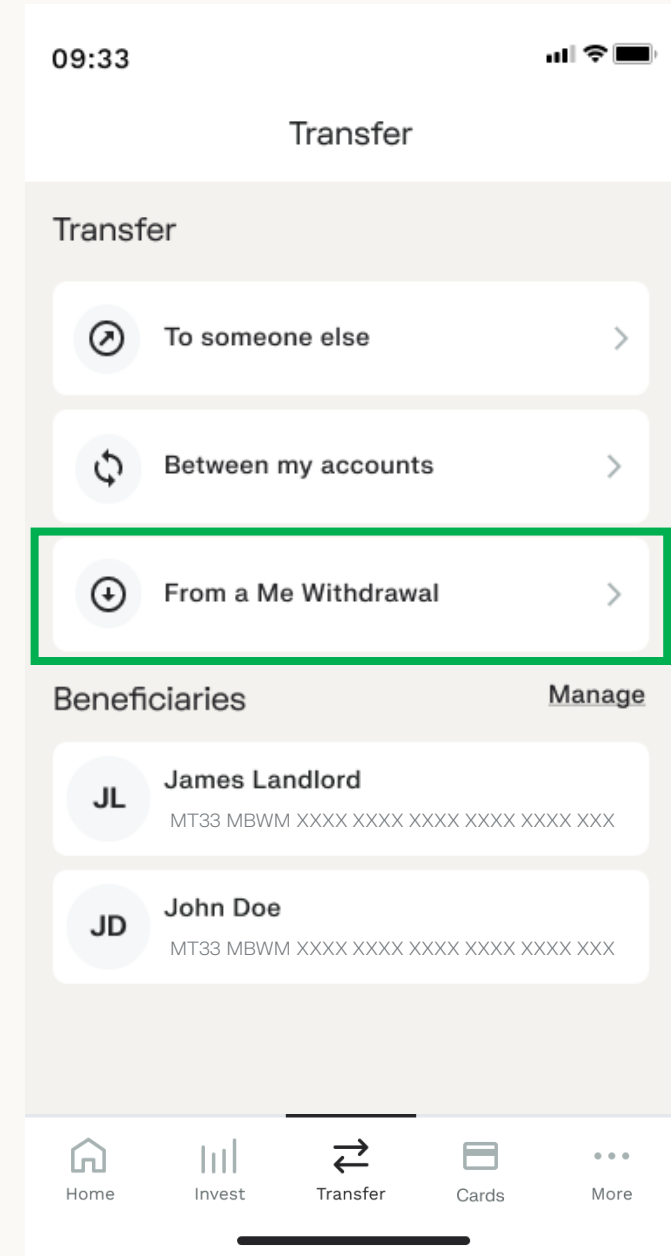 09:33
Transfer
Transfer
To someone else
Between my accounts
From a Me Withdrawal
Beneficiaries
Manage
JL
James Landlord
MT33 MBWM XXXX XXXX XXXX XXXX XXXX XXX
JD
John Doe
MT33 MBWM XXXX XXXX XXXX XXXX XXXX XXX
Home
Invest
Transfer
Cards
More